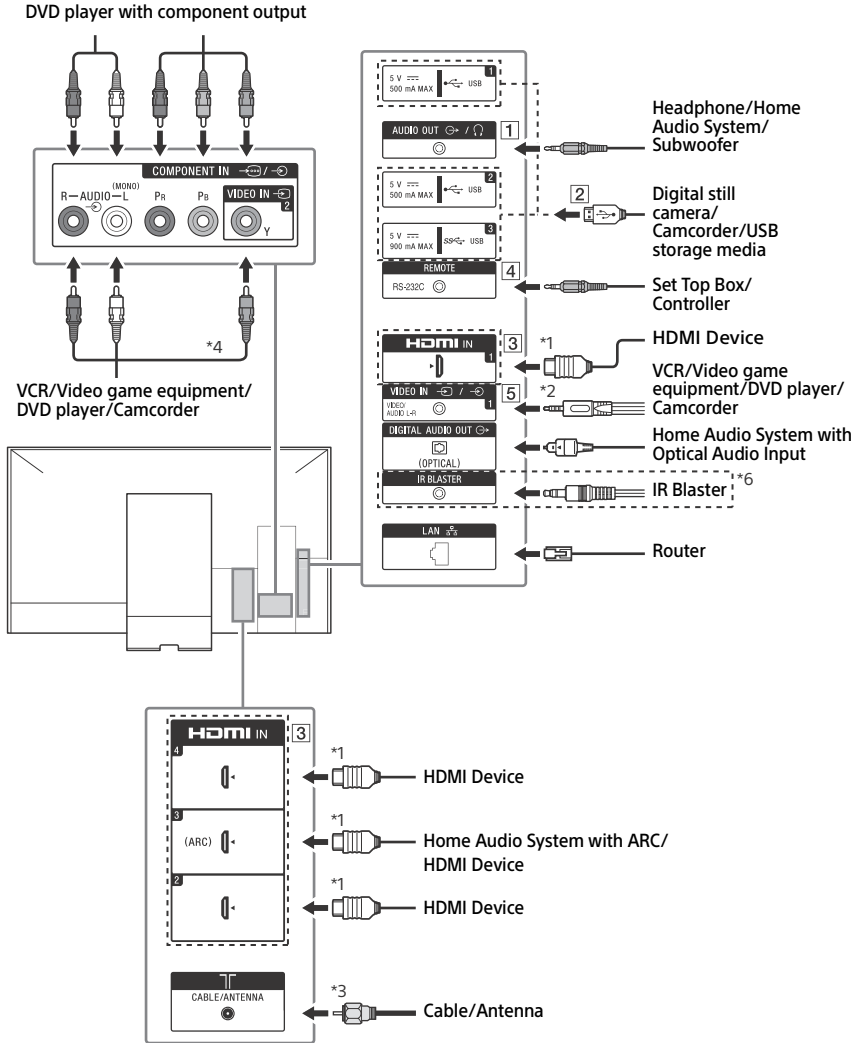 DVD player with component output
COMPONENT IN
R-AUDIO-L
(MONO)
PR
PB
VIDEO IN
2
Y
*4
VCR/Video game equipment/
DVD player/Camcorder
1
5 V
500 mA MAX
USB
AUDIO OUT
/
1
Headphone/Home
Audio System/
Subwoofer
2
5 V
500 mA MAX
USB
3
5 V
900 mA MAX
SS
USB
2
Digital still
camera/
Camcorder/USB
storage media
REMOTE
RS-232C
4
Set Top Box/
Controller
HDMI IN
1
3
*1
HDMI Device
VIDEO IN
/
VIDEO/
AUDIO L-R
1
5
*2
VCR/Video game
equipment/DVD player/
Camcorder
DIGITAL AUDIO OUT
(OPTICAL)
Home Audio System with
Optical Audio Input
IR BLASTER
IR Blaster
*6
LAN
Router
HDMI IN
3
4
*1
HDMI Device
3
(ARC)
*1
Home Audio System with ARC/
HDMI Device
2
*1
HDMI Device
CABLE/ANTENNA
*3
Cable/Antenna